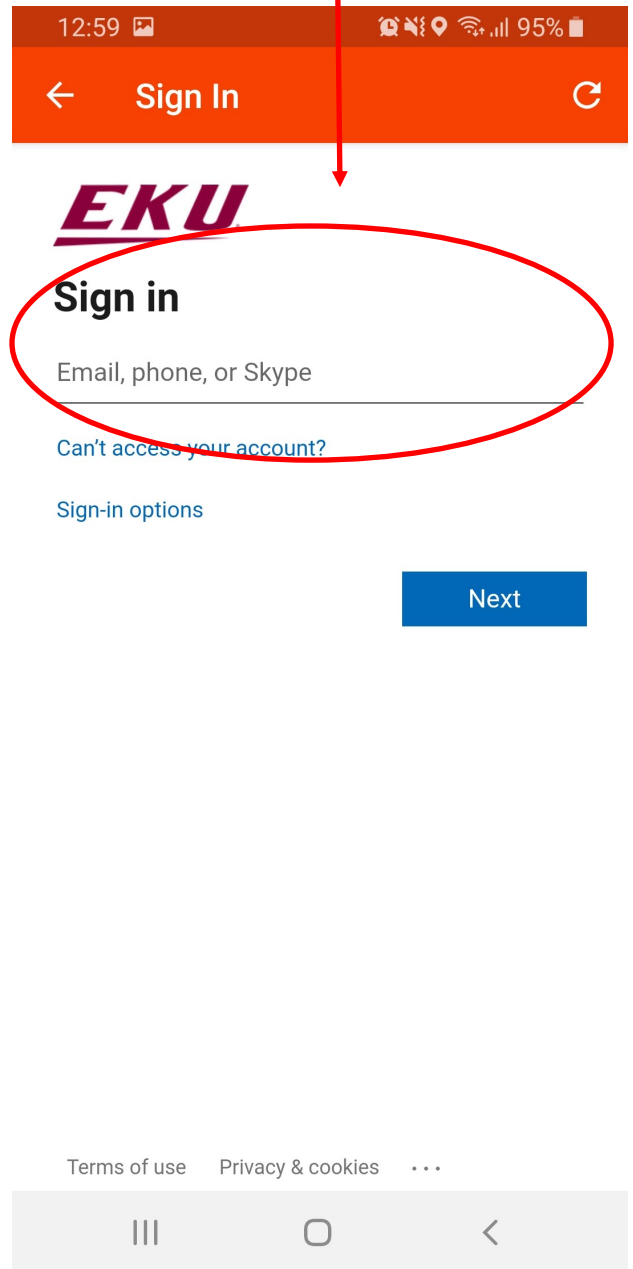 12:59 95%
Sign In
EKU
Sign in
Email, phone, or Skype
Can't access your account?
Sign-in options
Next
Terms of use Privacy & cookies ...